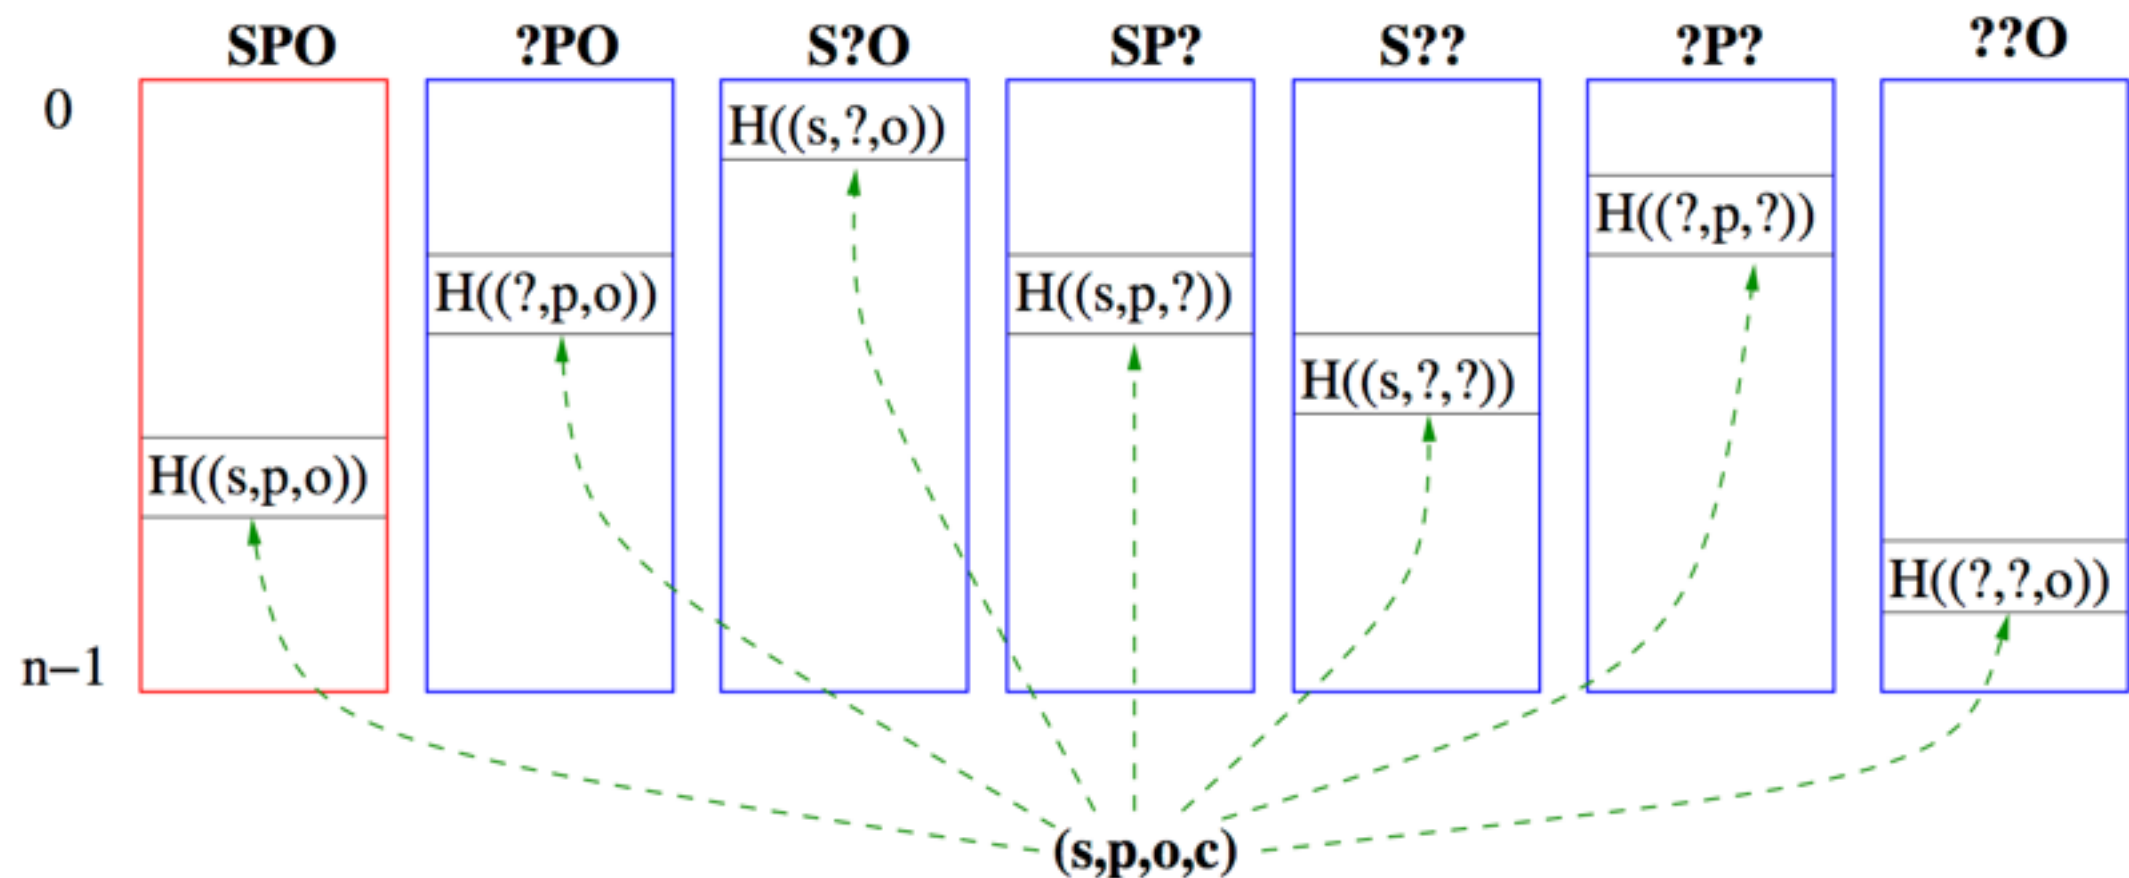 SPO ?PO S?O SP? S?? ?P? ??O
0
H((s,?,o))
H((?,p,?))
H((?,p,o)) H((s,p,?))
H((s,?,?))
H((s,p,o))
H((?,?,o))
n−1
(s,p,o,c)